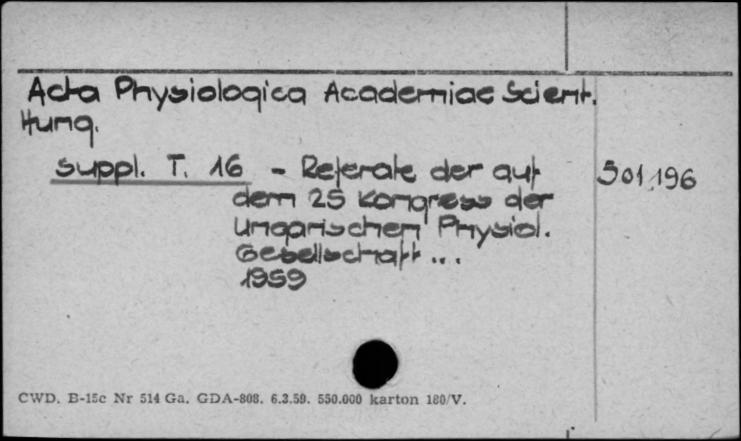 Acta Physiologica Academiae Scient.
Hung.
Suppl. T. 16 - Referate der auf 501.196
dem 25 Kongress der
Ungarischen Physiol.
Gesellschaft ...
1959
CWD. B-15c Nr 514 Ga. GDA-808. 6.3.59. 550.000 karton 180/V.